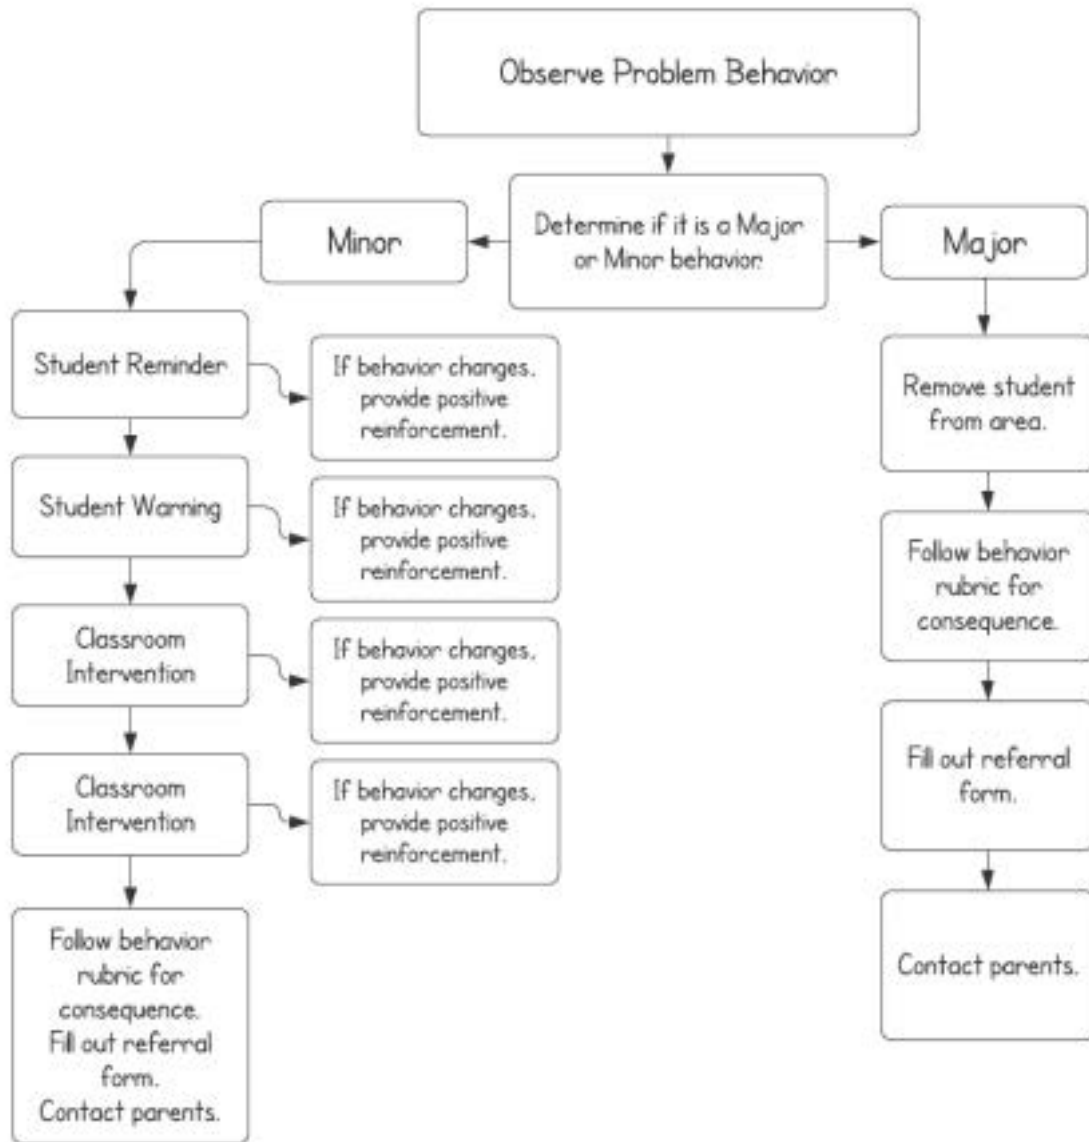 Observe Problem Behavior
Determine if it is a Major
or Minor behavior.
Minor
Major
Student Reminder
If behavior changes,
provide positive
reinforcement.
Student Warning
If behavior changes,
provide positive
reinforcement.
Classroom
Intervention
If behavior changes,
provide positive
reinforcement.
Classroom
Intervention
If behavior changes,
provide positive
reinforcement.
Follow behavior
rubric for
consequence.
Fill out referral
form.
Contact parents.
Remove student
from area.
Follow behavior
rubric for
consequence.
Fill out referral
form.
Contact parents.